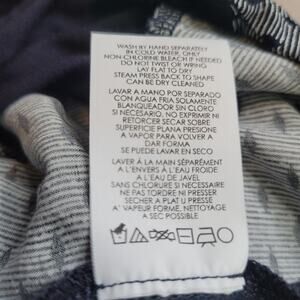 WASH BY HAND SEPARATELY
IN COLD WATER, ONLY
NON-CHLORINE BLEACH IF NEEDED
DO NOT TWIST OR WRING
LAY FLAT TO DRY
STEAM PRESS BACK TO SHAPE
CAN BE DRY CLEANED
LAVAR A MANO POR SEPARADO
CON AGUA FRIA SOLAMENTE
BLANQUEADOR SIN CLORO
SI NECESARIO, NO EXPRIMIR NI
RETORCER SECAR SOBRE
SUPERFICIE PLANA PRESIONE
A VAPOR PARA VOLVER A
DAR FORMA
SE PUEDE LAVAR EN SECO
LAVER À LA MAIN SÉPARÉMENT
A L'ENVERS À L'EAU FROIDE
A L'EAU DE JAVEL
SANS CHLORURE SI NECESSAIRE
NE PAS TORDRE NI PRESSER
SÉCHER A PLAT U PRESSER
A' VAPEUR FORME, NETTOYAGE
A SEC POSSIBLE